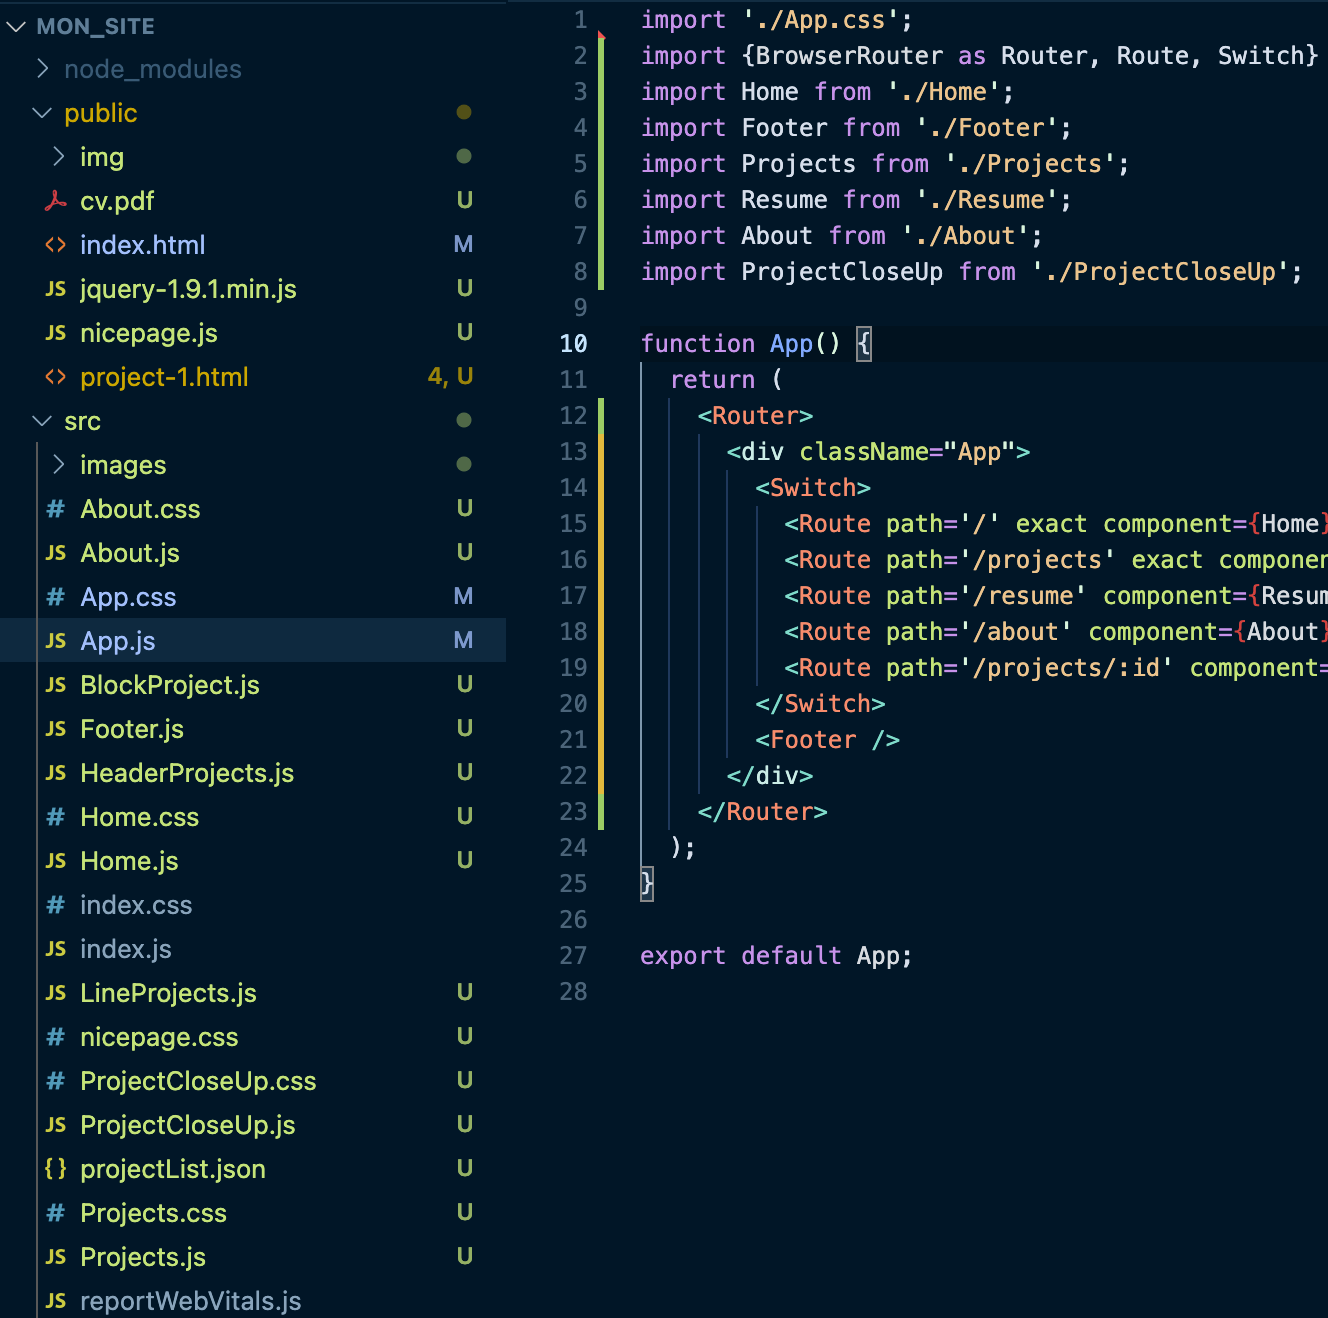 MON_SITE
node_modules
public
img
cv.pdf U
index.html M
jquery-1.9.1.min.js U
nicepage.js U
project-1.html 4, U
src
images
About.css U
About.js U
App.css M
App.js M
BlockProject.js U
Footer.js U
HeaderProjects.js U
Home.css U
Home.js U
index.css
index.js
LineProjects.js U
nicepage.css U
ProjectCloseUp.css U
ProjectCloseUp.js U
projectList.json U
Projects.css U
Projects.js U
reportWebVitals.js
1 import './App.css';
2 import {BrowserRouter as Router, Route, Switch}
3 import Home from './Home';
4 import Footer from './Footer';
5 import Projects from './Projects';
6 import Resume from './Resume';
7 import About from './About';
8 import ProjectCloseUp from './ProjectCloseUp';
9
10 function App() {
11 return (
12 <Router>
13 <div className="App">
14 <Switch>
15 <Route path='/' exact component={Home}
16 <Route path='/projects' exact componen
17 <Route path='/resume' component={Resum
18 <Route path='/about' component={About}
19 <Route path='/projects/:id' component=
20 </Switch>
21 <Footer />
22 </div>
23 </Router>
24 );
25 }
26
27 export default App;
28